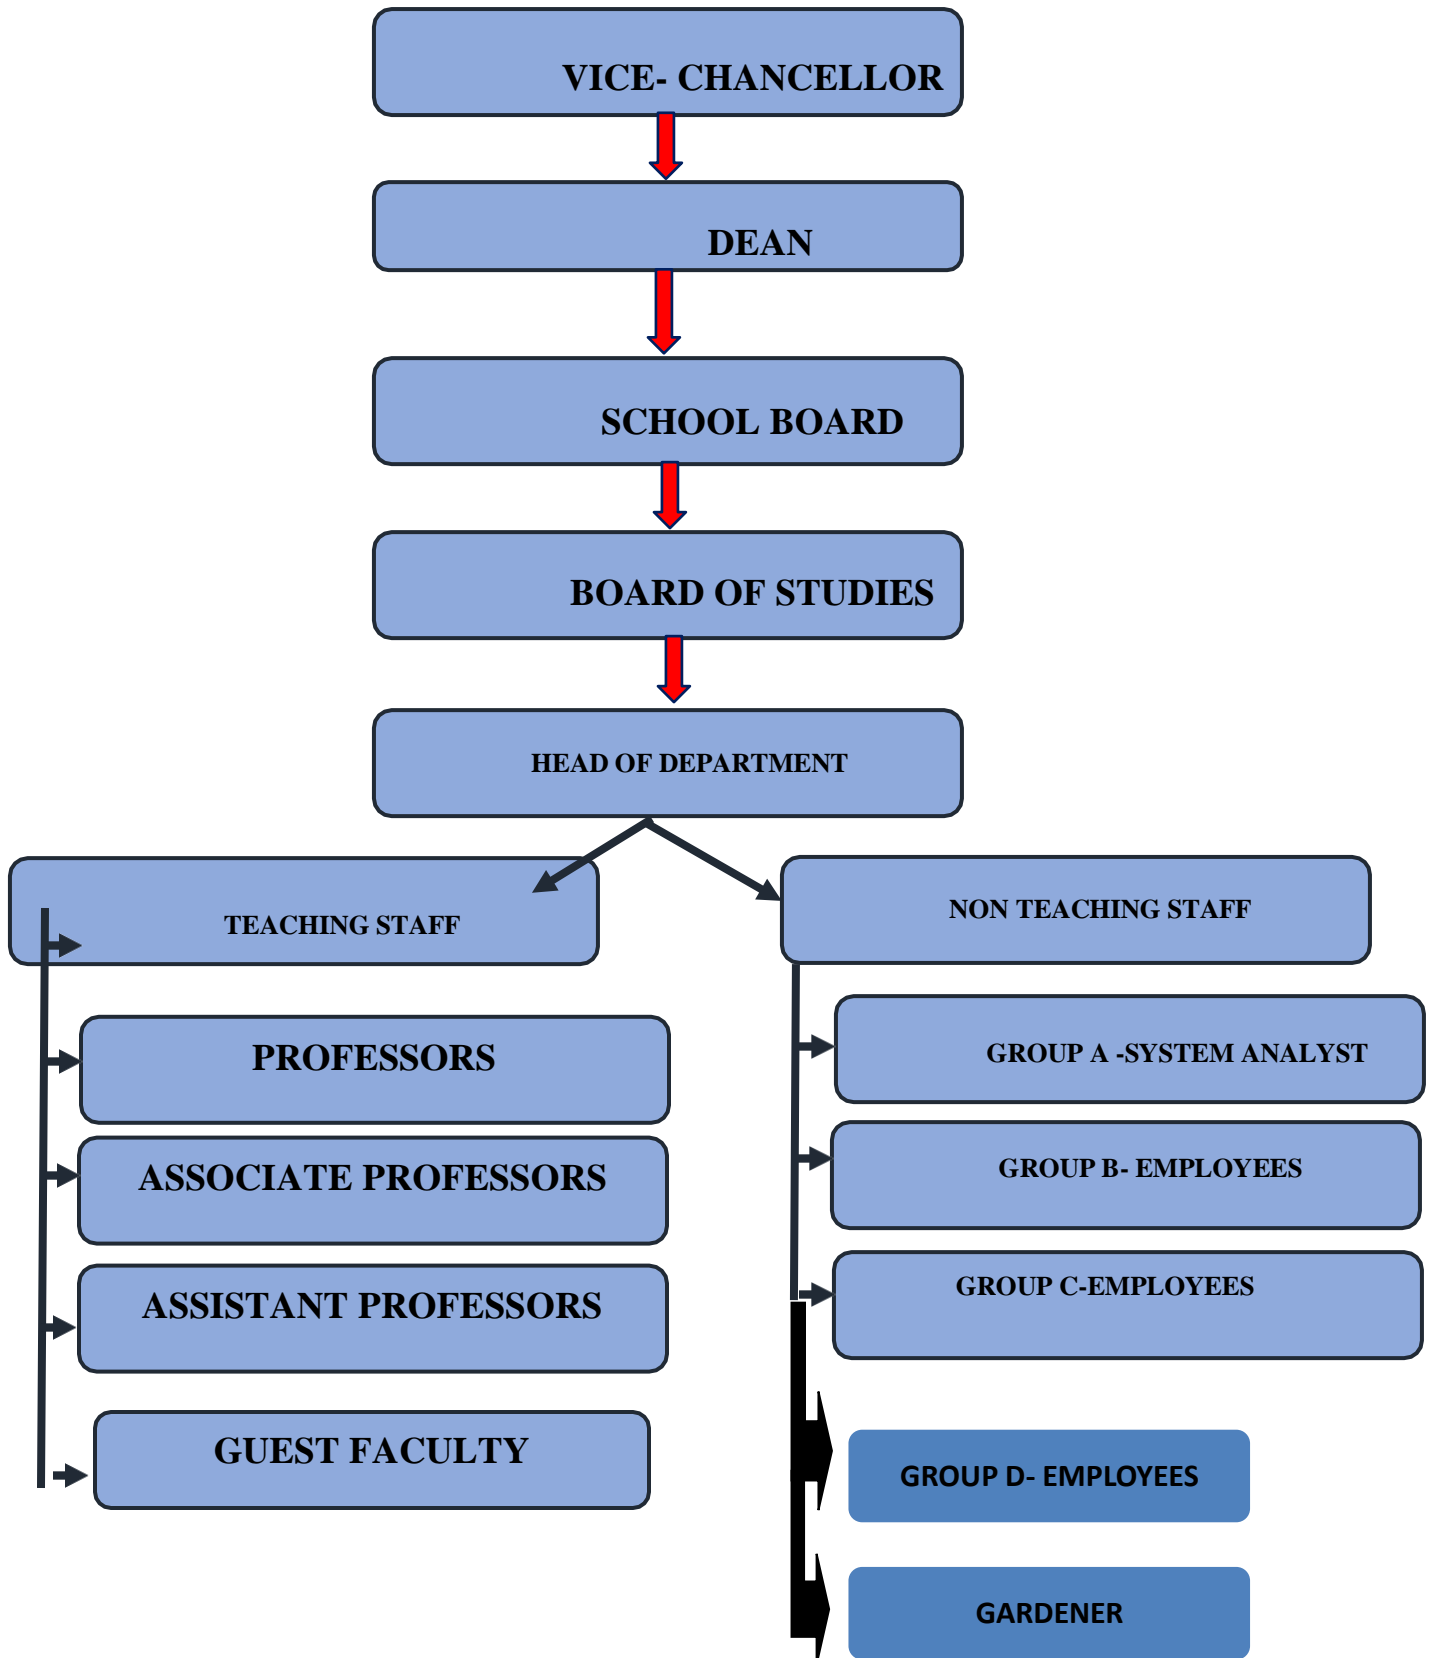 VICE- CHANCELLOR
DEAN
SCHOOL BOARD
BOARD OF STUDIES
HEAD OF DEPARTMENT
TEACHING STAFF
PROFESSORS
ASSOCIATE PROFESSORS
ASSISTANT PROFESSORS
GUEST FACULTY
NON TEACHING STAFF
GROUP A -SYSTEM ANALYST
GROUP B- EMPLOYEES
GROUP C-EMPLOYEES
GROUP D- EMPLOYEES
GARDENER